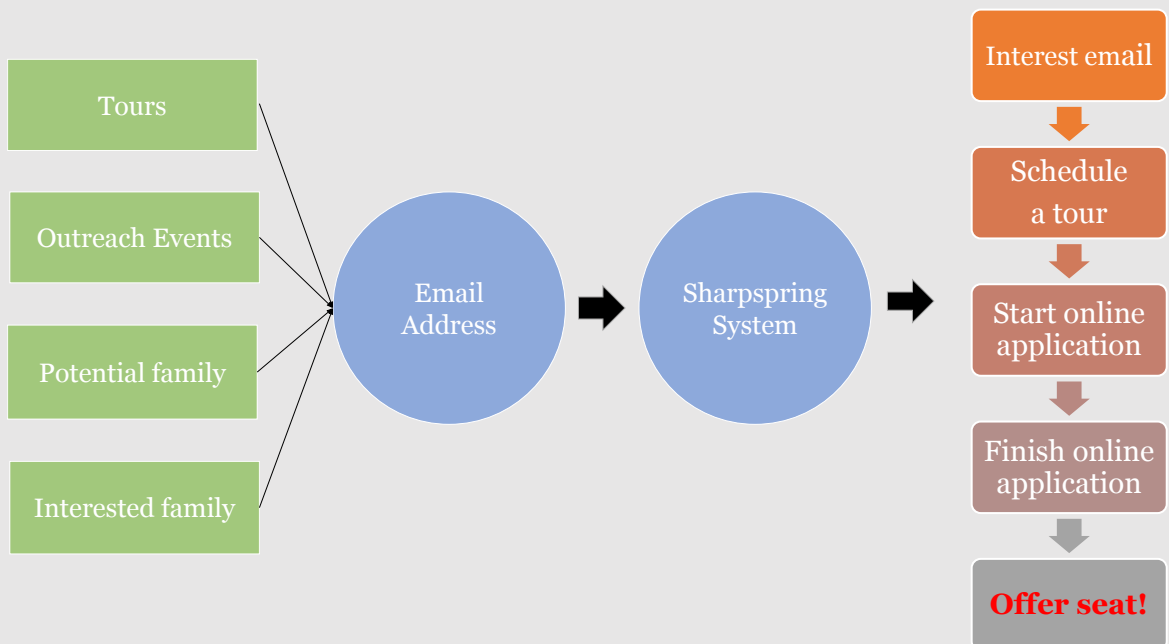 Tours
Outreach Events
Potential family
Interested family
Email
Address
Sharpspring
System
Interest email
Schedule
a tour
Start online
application
Finish online
application
Offer seat!